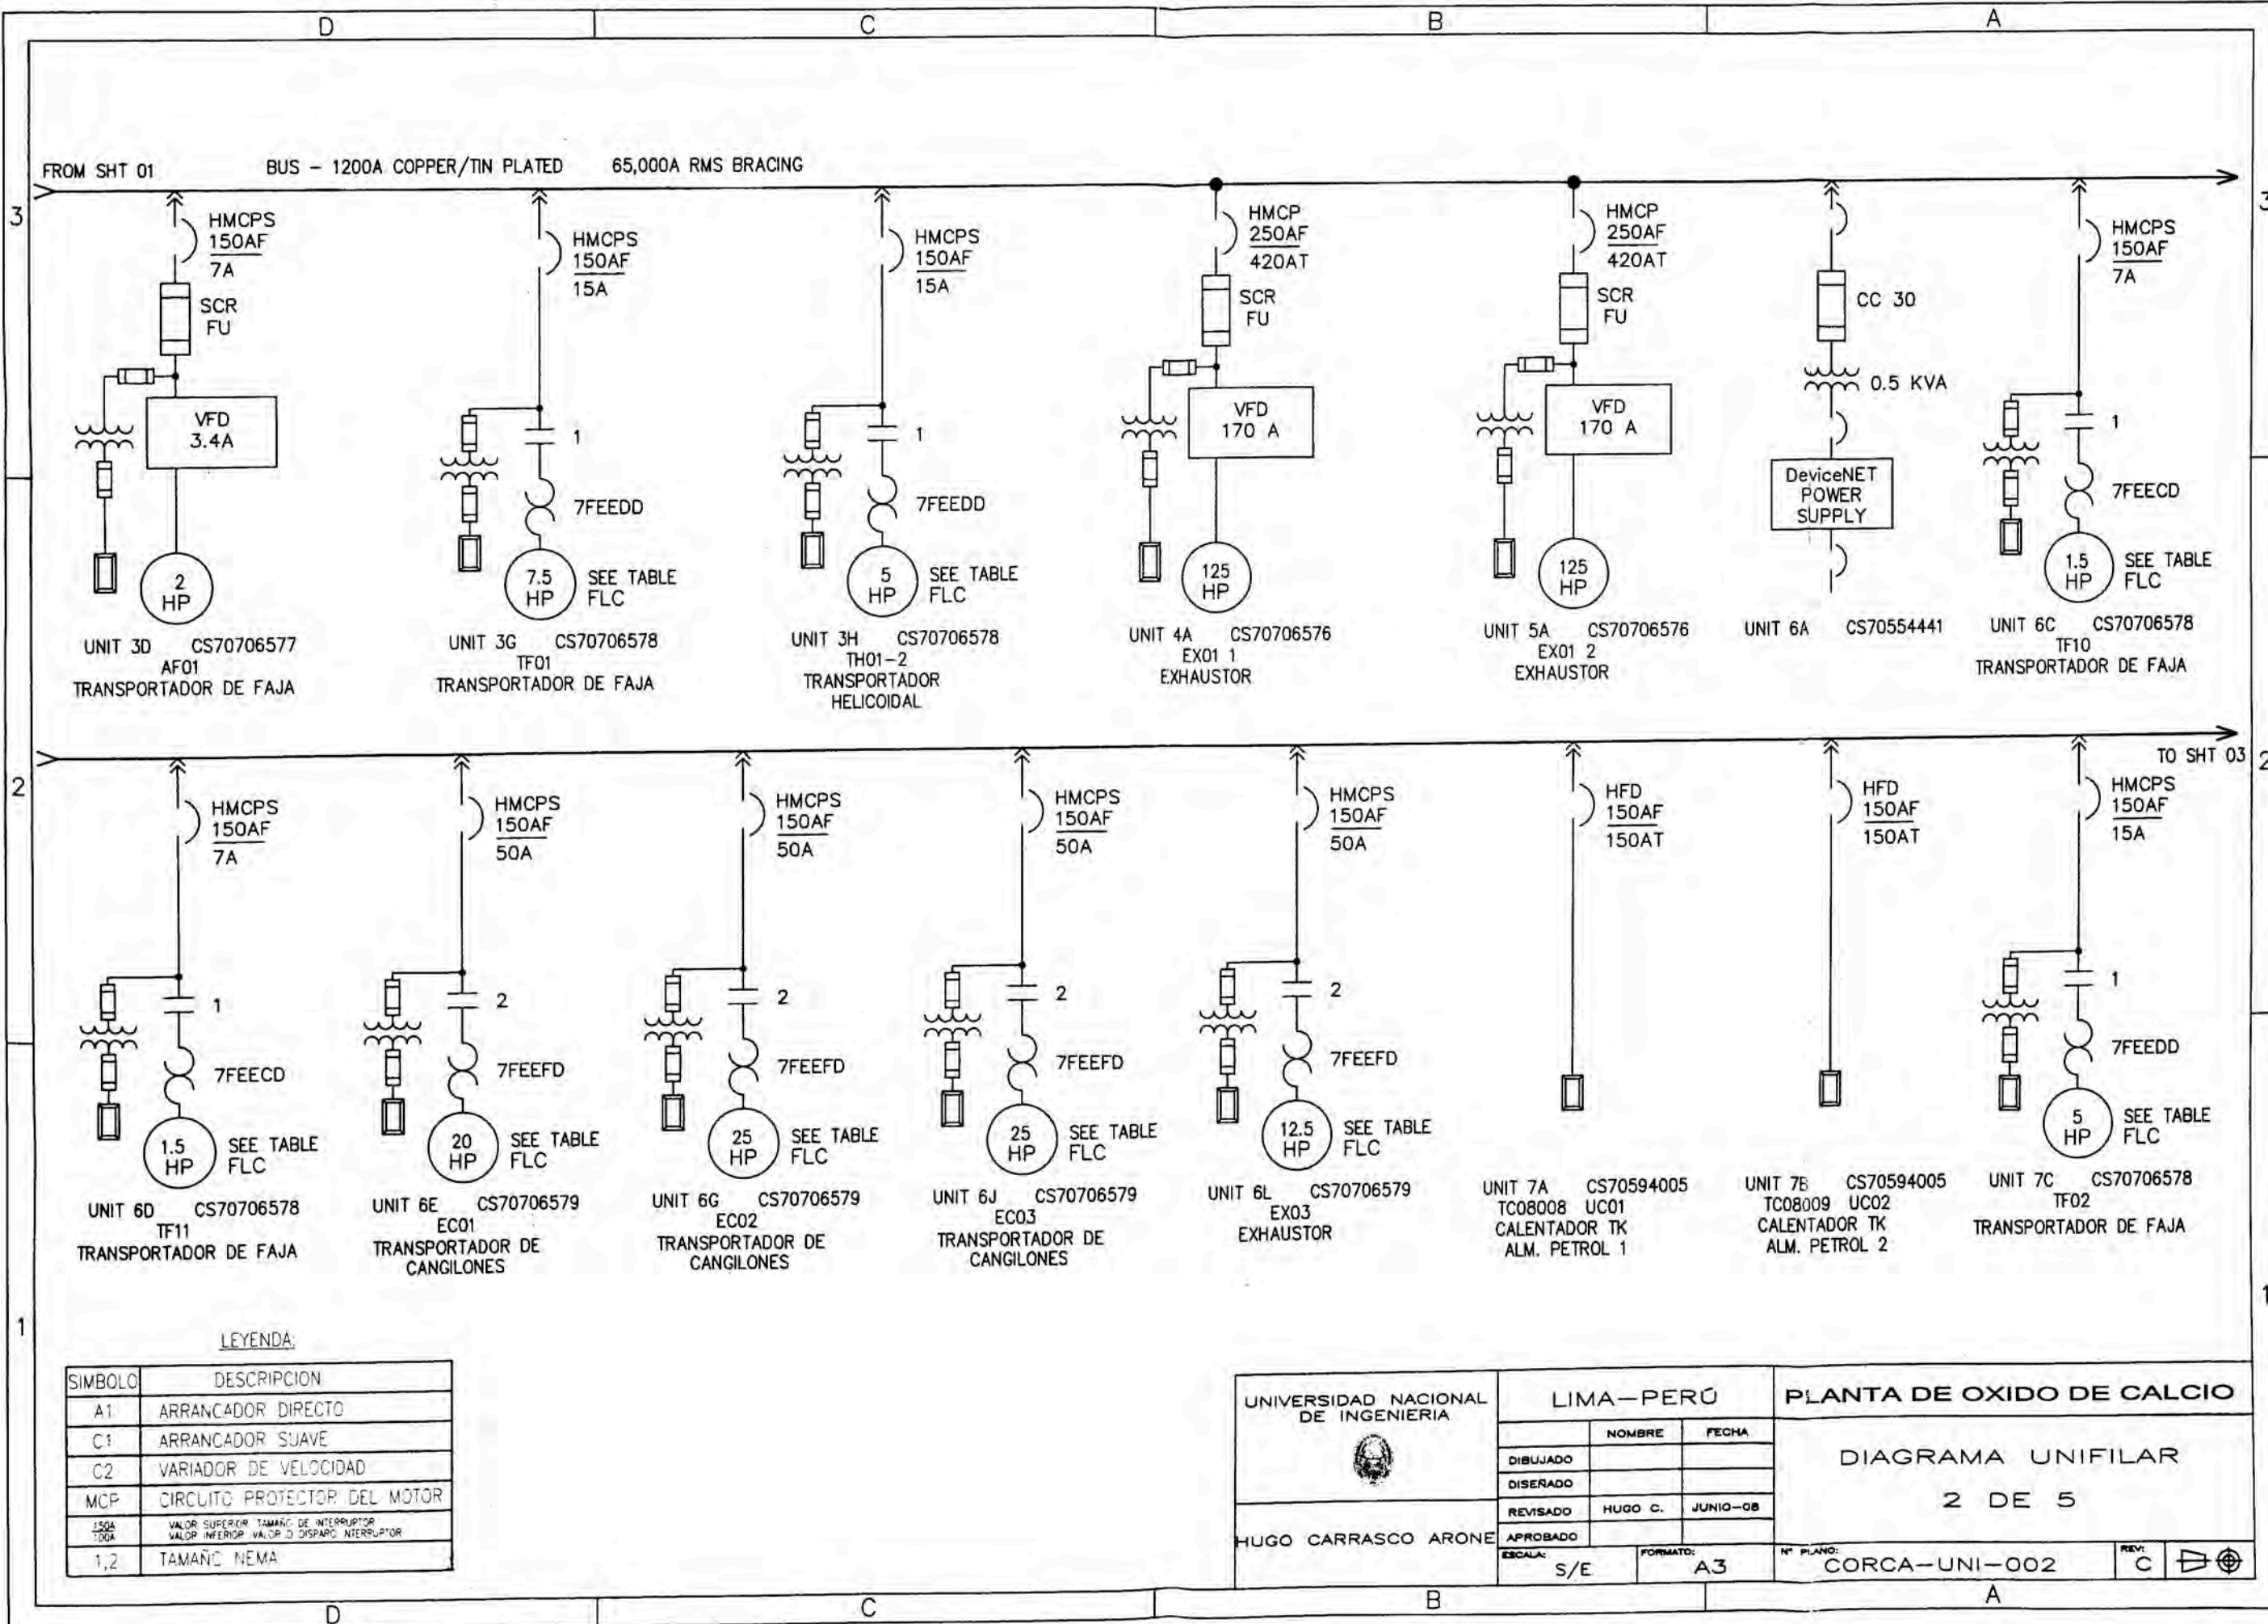 D
C
B
A
FROM SHT 01
BUS – 1200A COPPER/TIN PLATED
65,000A RMS BRACING
3
3
HMCPS
150AF
7A
SCR
FU
VFD
3.4A
2
HP
UNIT 3D CS70706577
AF01
TRANSPORTADOR DE FAJA
HMCPS
150AF
15A
1
7FEEDD
7.5
HP
SEE TABLE
FLC
UNIT 3G CS70706578
TF01
TRANSPORTADOR DE FAJA
HMCPS
150AF
15A
1
7FEEDD
5
HP
SEE TABLE
FLC
UNIT 3H CS70706578
TH01-2
TRANSPORTADOR
HELICOIDAL
HMCP
250AF
420AT
SCR
FU
VFD
170 A
125
HP
UNIT 4A CS70706576
EX01 1
EXHAUSTOR
HMCP
250AF
420AT
SCR
FU
VFD
170 A
125
HP
UNIT 5A CS70706576
EX01 2
EXHAUSTOR
CC 30
0.5 KVA
DeviceNET
POWER
SUPPLY
UNIT 6A CS70554441
HMCPS
150AF
7A
1
7FEECD
1.5
HP
SEE TABLE
FLC
UNIT 6C CS70706578
TF10
TRANSPORTADOR DE FAJA
TO SHT 03
2
2
HMCPS
150AF
7A
1
7FEECD
1.5
HP
SEE TABLE
FLC
UNIT 6D CS70706578
TF11
TRANSPORTADOR DE FAJA
HMCPS
150AF
50A
2
7FEEFD
20
HP
SEE TABLE
FLC
UNIT 6E CS70706579
EC01
TRANSPORTADOR DE
CANGILONES
HMCPS
150AF
50A
2
7FEEFD
25
HP
SEE TABLE
FLC
UNIT 6G CS70706579
EC02
TRANSPORTADOR DE
CANGILONES
HMCPS
150AF
50A
2
7FEEFD
25
HP
SEE TABLE
FLC
UNIT 6J CS70706579
EC03
TRANSPORTADOR DE
CANGILONES
HMCPS
150AF
50A
2
7FEEFD
12.5
HP
SEE TABLE
FLC
UNIT 6L CS70706579
EX03
EXHAUSTOR
HFD
150AF
150AT
UNIT 7A CS70594005
TC08008 UC01
CALENTADOR TK
ALM. PETROL 1
HFD
150AF
150AT
UNIT 7B CS70594005
TC08009 UC02
CALENTADOR TK
ALM. PETROL 2
HMCPS
150AF
15A
1
7FEEDD
5
HP
SEE TABLE
FLC
UNIT 7C CS70706578
TF02
TRANSPORTADOR DE FAJA
1
1
LEYENDA:
SIMBOLO DESCRIPCION
A1 ARRANCADOR DIRECTO
C1 ARRANCADOR SUAVE
C2 VARIADOR DE VELOCIDAD
MCP CIRCUITO PROTECTOR DEL MOTOR
VALOR SUPERIOR TAMAÑO DE INTERRUPTOR
VALOR INFERIOR VALOR
1,2 TAMAÑO NEMA
UNIVERSIDAD NACIONAL
DE INGENIERIA
HUGO CARRASCO ARONE
LIMA–PERÚ
NOMBRE FECHA
DIBUJADO
DISEÑADO
REVISADO HUGO C. JUNIO-08
APROBADO
ESCALA: S/E
FORMATO: A3
PLANTA DE OXIDO DE CALCIO
DIAGRAMA UNIFILAR
2 DE 5
Nº PLANO: CORCA-UNI-002
REV: C
D
C
B
A